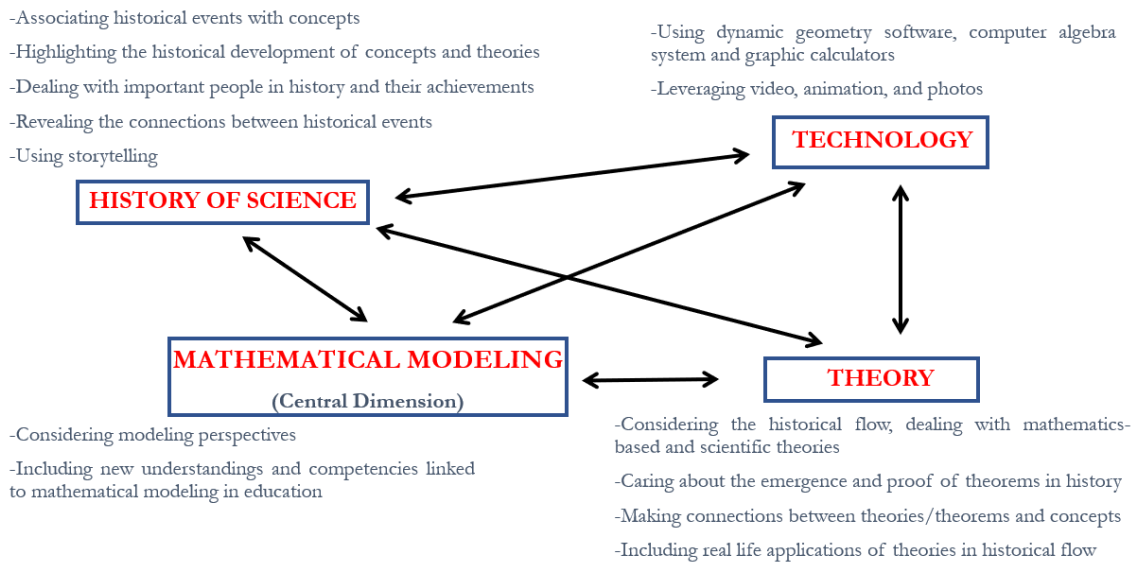 -Associating historical events with concepts
-Highlighting the historical development of concepts and theories
-Dealing with important people in history and their achievements
-Revealing the connections between historical events
-Using storytelling
HISTORY OF SCIENCE
-Using dynamic geometry software, computer algebra
system and graphic calculators
-Leveraging video, animation, and photos
TECHNOLOGY
MATHEMATICAL MODELING
(Central Dimension)
-Considering modeling perspectives
-Including new understandings and competencies linked
to mathematical modeling in education
THEORY
-Considering the historical flow, dealing with mathematics-
based and scientific theories
-Caring about the emergence and proof of theorems in history
-Making connections between theories/theorems and concepts
-Including real life applications of theories in historical flow